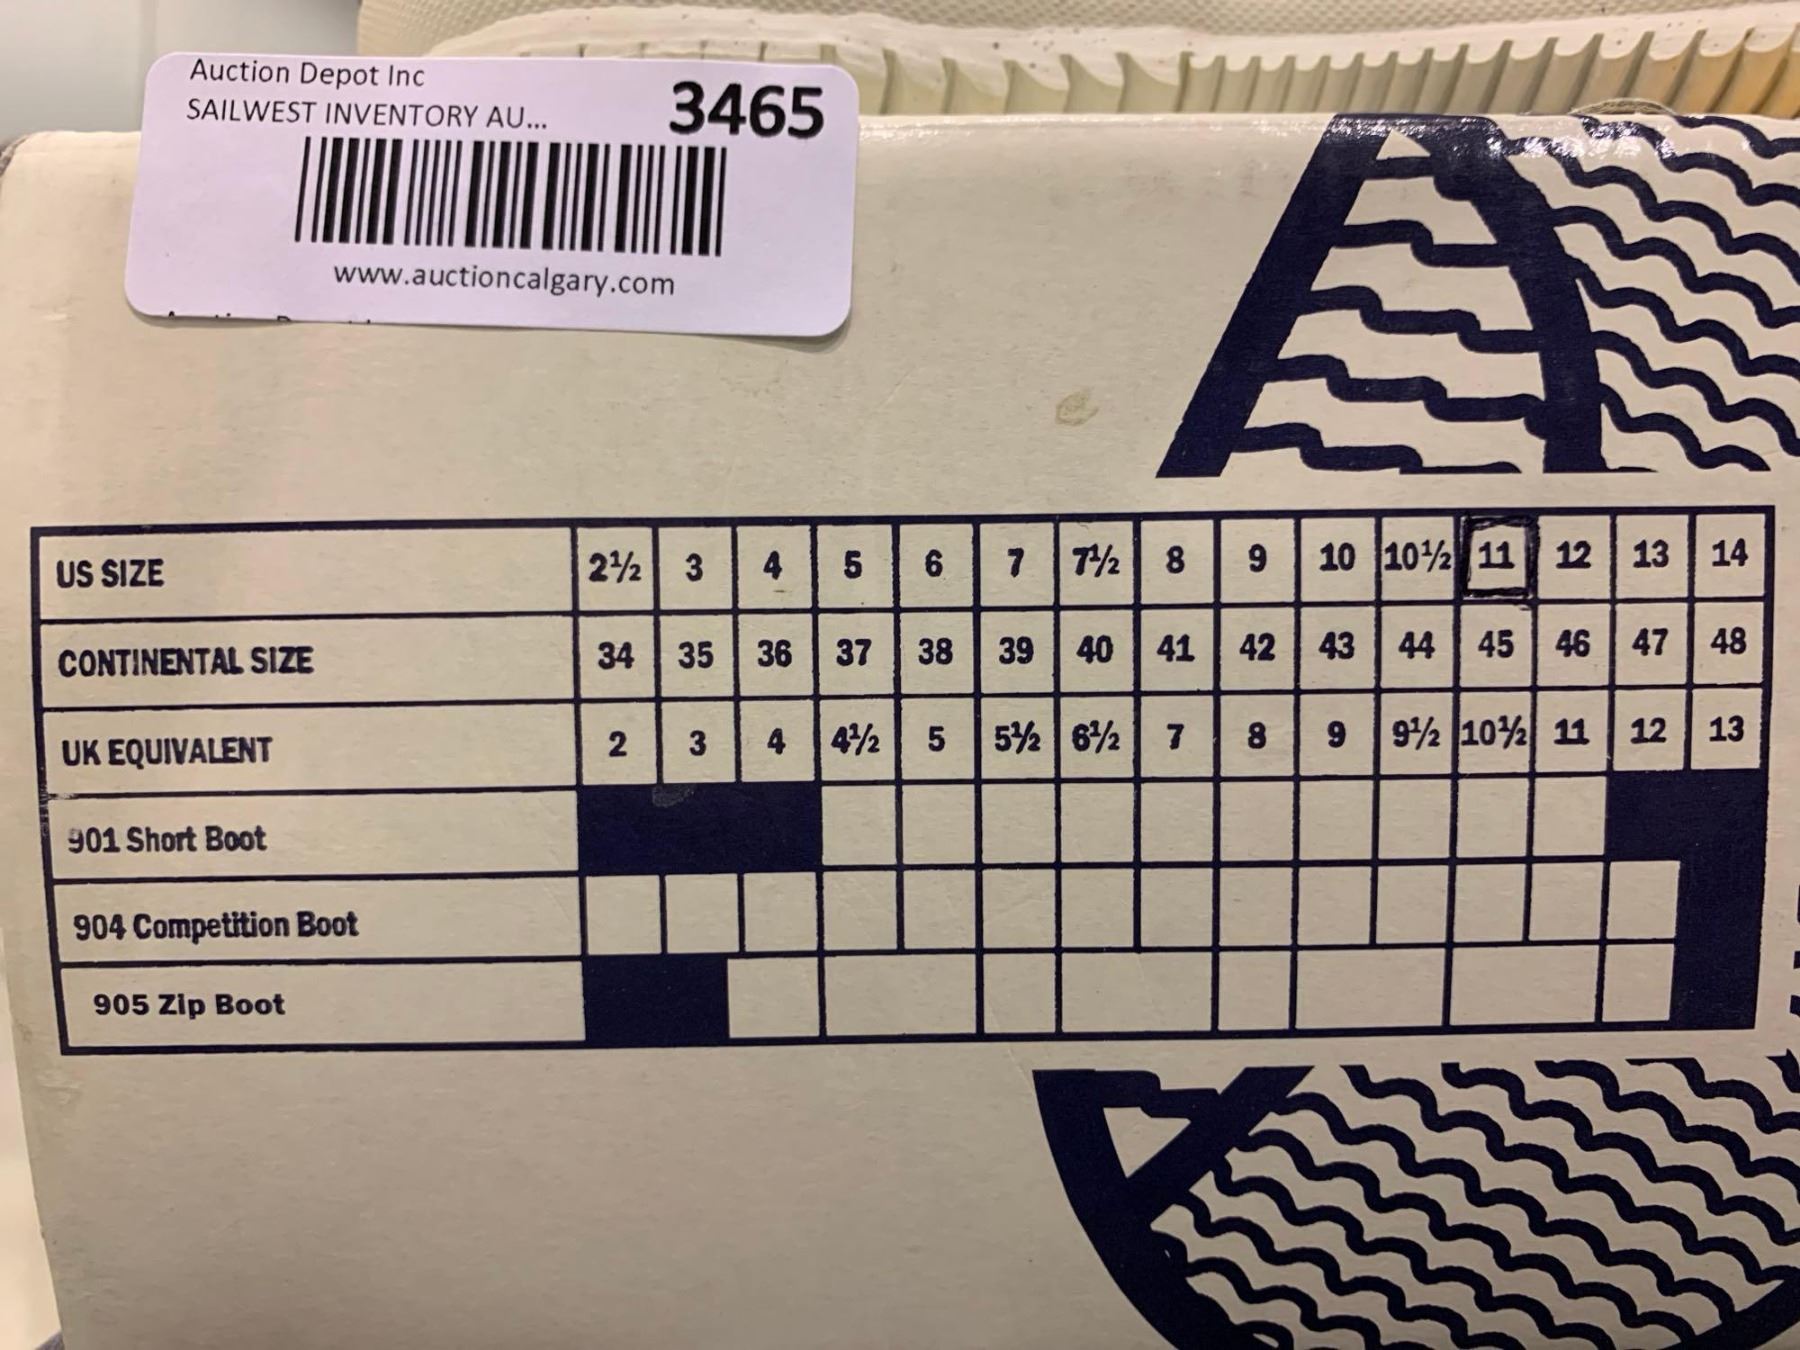 Auction Depot Inc
SAILWEST INVENTORY AU...
3465
www.auctioncalgary.com
US SIZE 2½ 3 4 5 6 7 7½ 8 9 10 10½ 11 12 13 14
CONTINENTAL SIZE 34 35 36 37 38 39 40 41 42 43 44 45 46 47 48
UK EQUIVALENT 2 3 4 4½ 5 5½ 6½ 7 8 9 9½ 10½ 11 12 13
901 Short Boot
904 Competition Boot
905 Zip Boot